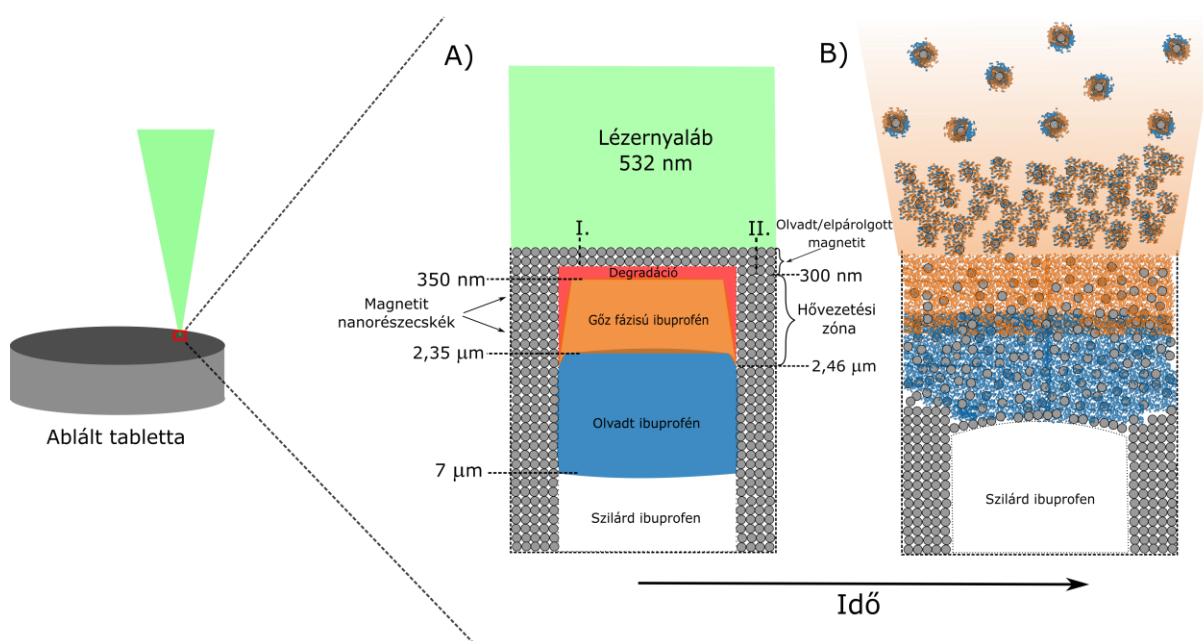 A)
B)
Lézernyaláb
532 nm
I.
II.
Olvadt/elpárolgott
magnetit
Degradáció
350 nm
300 nm
Magnetit
nanorészecskék
Gőz fázisú ibuprofén
Hővezetési
zóna
2,35 µm
2,46 µm
Olvadt ibuprofén
Ablált tabletta
7 µm
Szilárd ibuprofen
Szilárd ibuprofen
Idő